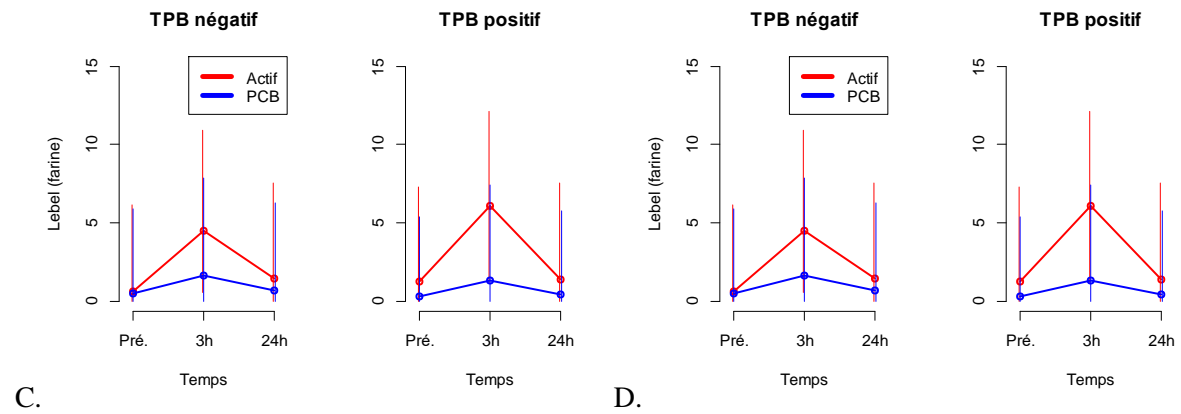 TPB négatif
TPB positif
Lebel (farine)
15
10
5
0
Actif
PCB
Pré.
3h
24h
Temps
15
10
5
0
Pré.
3h
24h
Temps
C.
TPB négatif
TPB positif
Lebel (farine)
15
10
5
0
Actif
PCB
Pré.
3h
24h
Temps
15
10
5
0
Pré.
3h
24h
Temps
D.